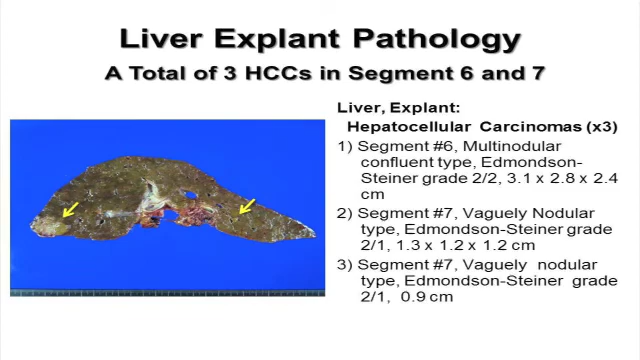 Liver Explant Pathology
A Total of 3 HCCs in Segment 6 and 7
Liver, Explant:
Hepatocellular Carcinomas (x3)
1) Segment #6, Multinodular
confluent type, Edmondson-
Steiner grade 2/2, 3.1 x 2.8 x 2.4
cm
2) Segment #7, Vaguely Nodular
type, Edmondson-Steiner grade
2/1, 1.3 x 1.2 x 1.2 cm
3) Segment #7, Vaguely nodular
type, Edmondson-Steiner grade
2/1, 0.9 cm